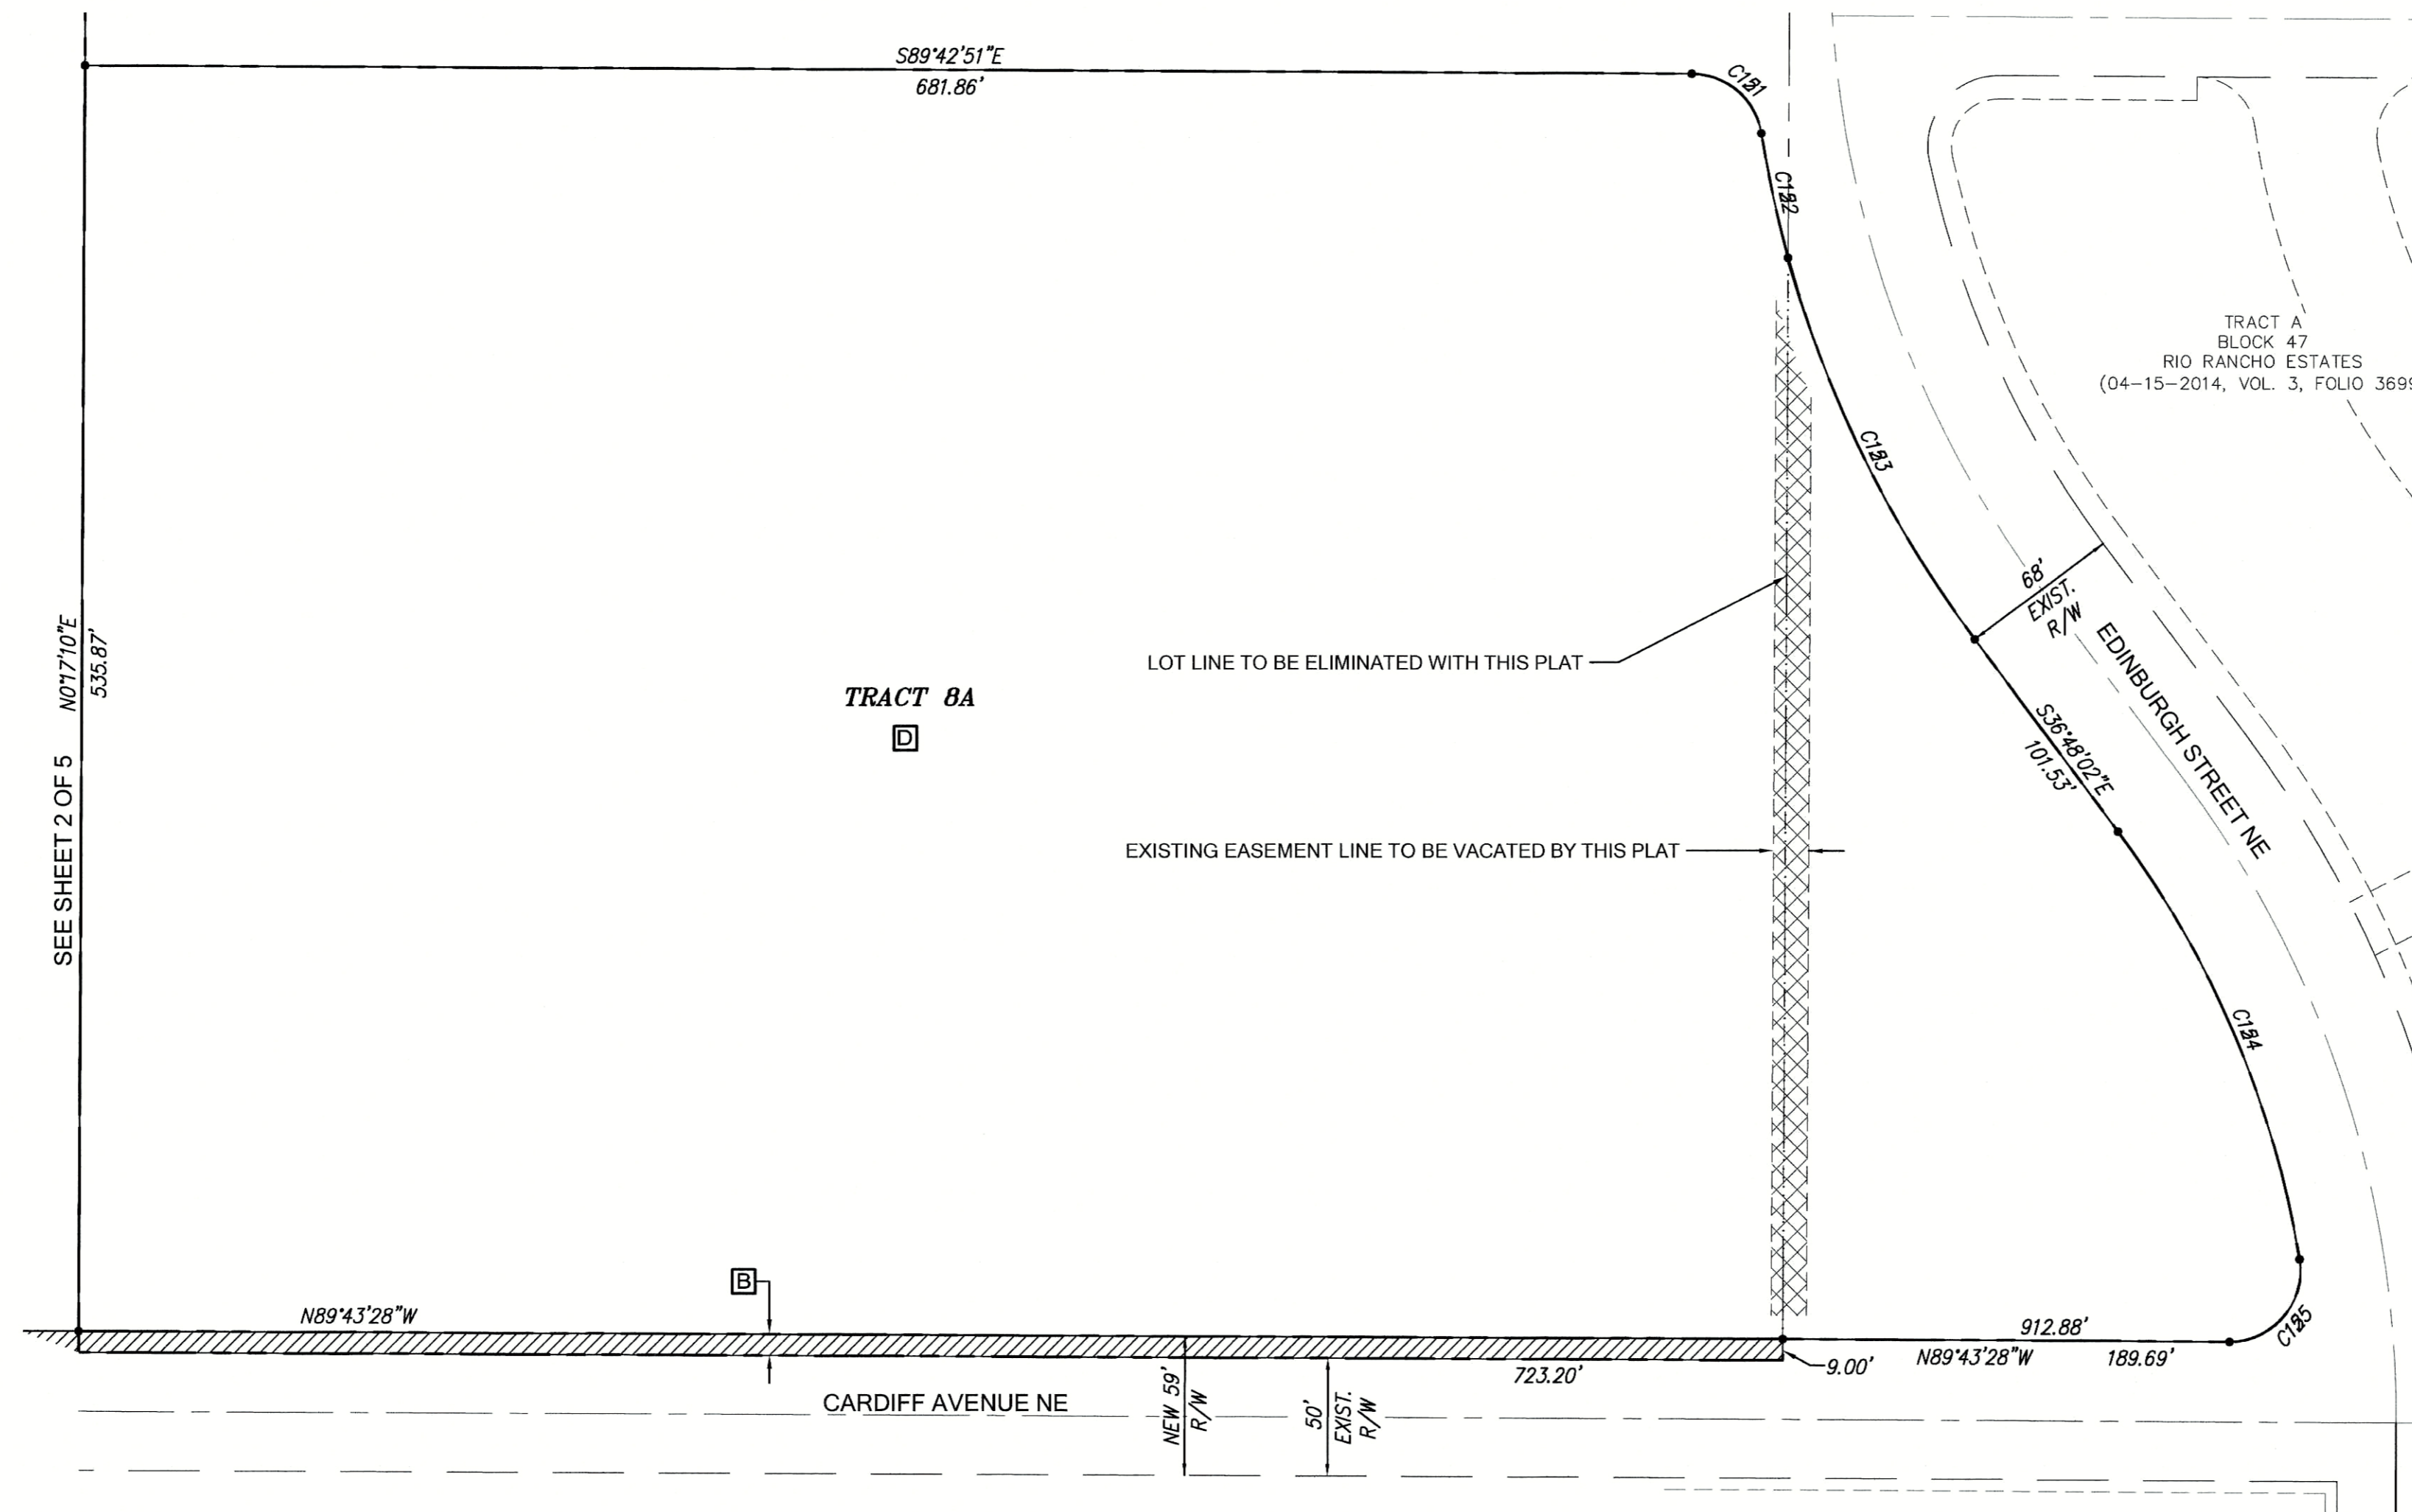 S89°42'51"E
681.86'
TRACT A
BLOCK 47
RIO RANCHO ESTATES
(04-15-2014, VOL. 3, FOLIO 3699
68'
EXIST.
R/W
EDINBURGH STREET NE
S36°48'02"E
101.53'
N0°17'10"E
535.87'
SEE SHEET 2 OF 5
LOT LINE TO BE ELIMINATED WITH THIS PLAT
TRACT 8A
D
EXISTING EASEMENT LINE TO BE VACATED BY THIS PLAT
B
N89°43'28"W
912.88'
N89°43'28"W
189.69'
9.00'
723.20'
CARDIFF AVENUE NE
NEW 59'
R/W
50'
EXIST.
R/W